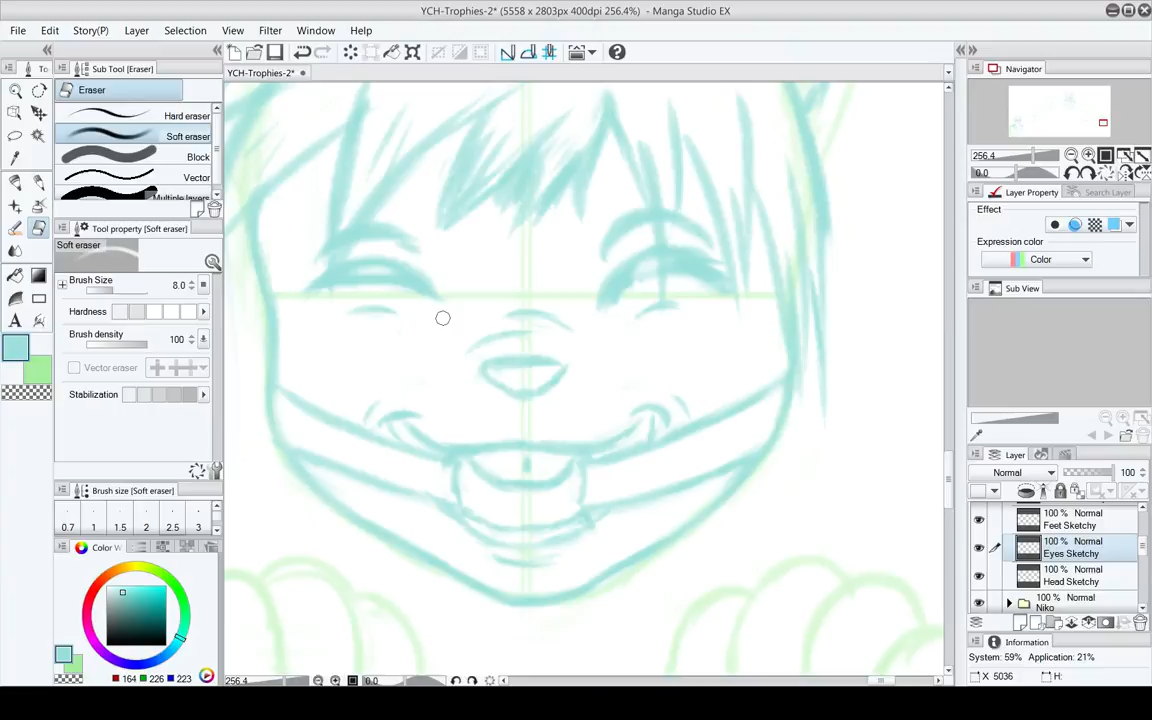 YCH-Trophies-2* (5558 x 2803px 400dpi 256.4%) - Manga Studio EX
File Edit Story(P) Layer Selection View Filter Window Help
YCH-Trophies-2*
To
Sub Tool [Eraser]
Eraser
Hard eraser
Soft eraser
Block
Vector
Multiple layers
Tool property [Soft eraser]
Soft eraser
Brush Size 8.0
Hardness
Brush density 100
Vector eraser
Stabilization
Brush size [Soft eraser]
0.7 1 1.5 2 2.5 3
Color W
164 226 223
256.4 0.0
Navigator
256.4
0.0
Layer Property Search Layer
Effect
Expression color
Color
Sub View
Layer
Normal 100
100 % Normal
Feet Sketchy
100 % Normal
Eyes Sketchy
100 % Normal
Head Sketchy
100 % Normal
Niko
Information
System: 59% Application: 21%
X 5036 H: